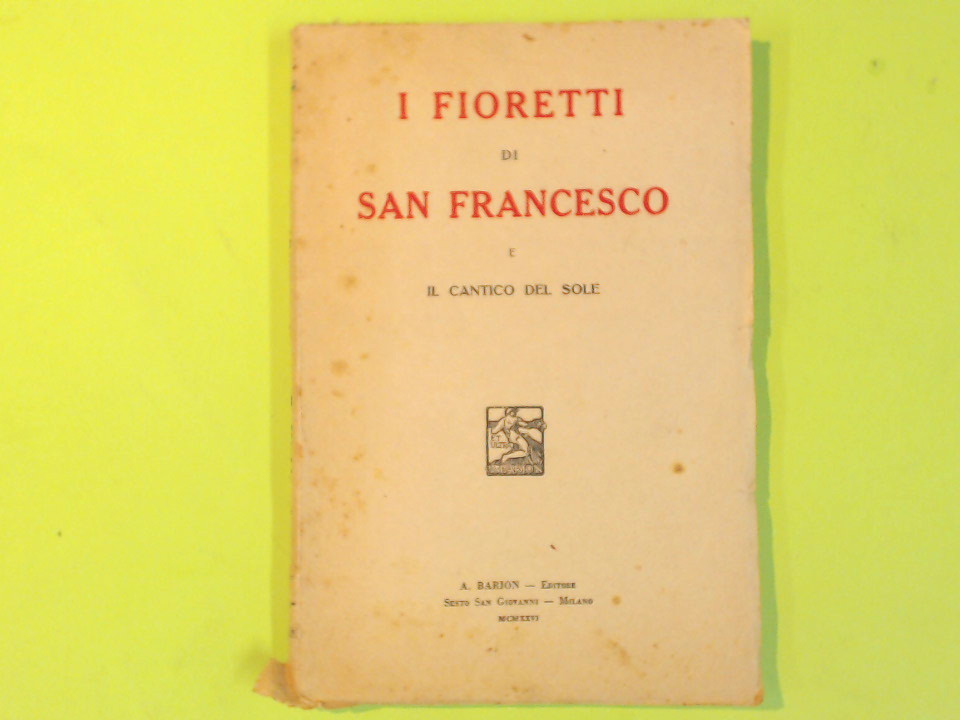 I FIORETTI
DI
SAN FRANCESCO
E
IL CANTICO DEL SOLE
A. BARION — EDITORE
SESTO SAN GIOVANNI — MILANO
MCMXXVI